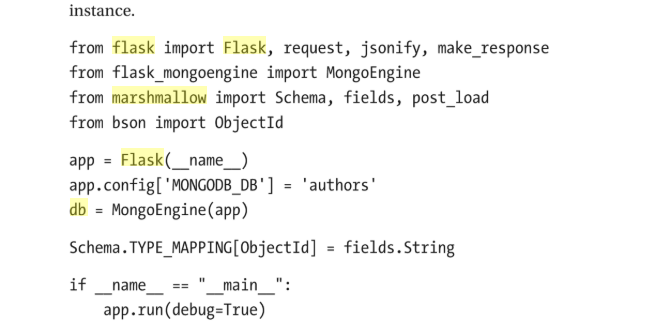 instance.
from flask import Flask, request, jsonify, make_response
from flask_mongoengine import MongoEngine
from marshmallow import Schema, fields, post_load
from bson import ObjectId
app = Flask(__name__)
app.config['MONGODB_DB'] = 'authors'
db = MongoEngine(app)
Schema.TYPE_MAPPING[ObjectId] = fields.String
if __name__ == "__main__":
    app.run(debug=True)